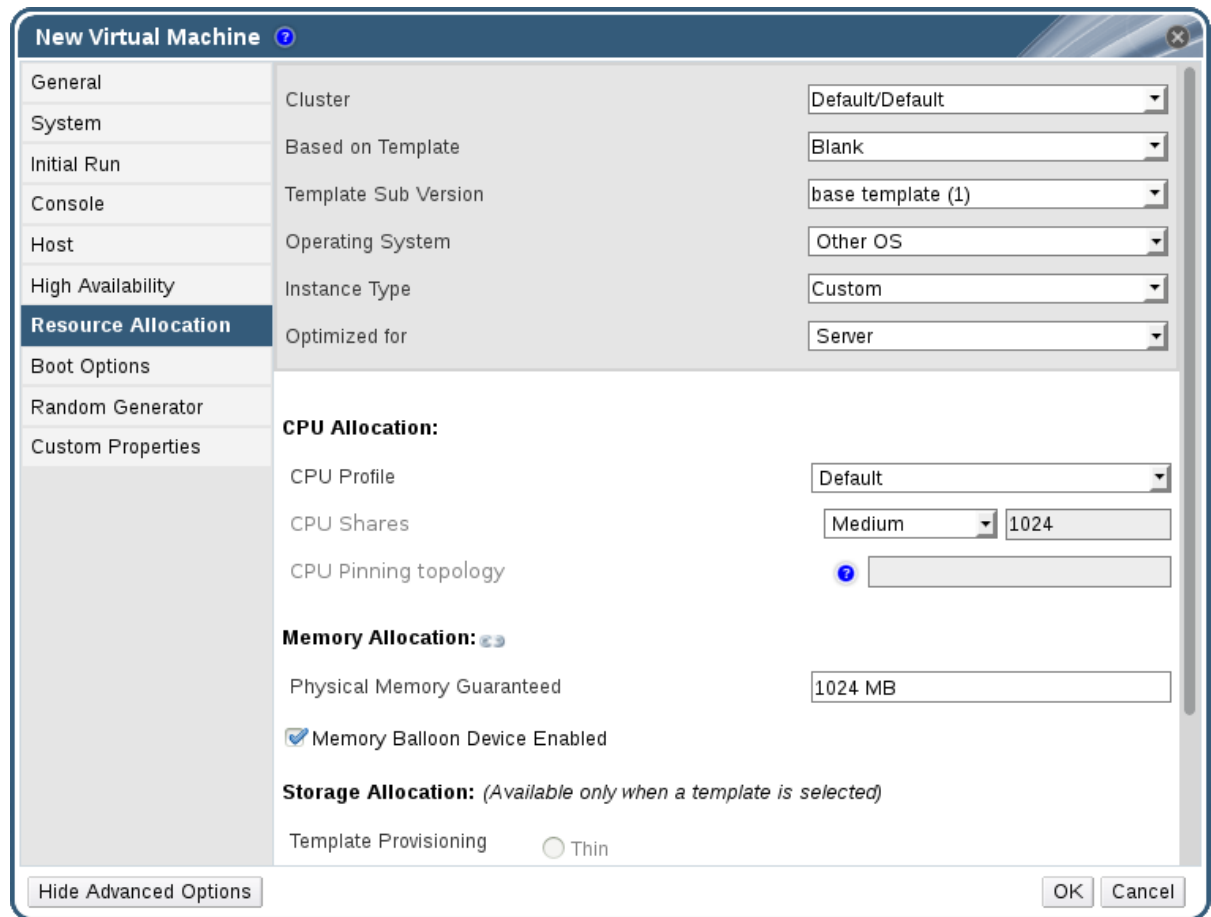 New Virtual Machine ?
General
System
Initial Run
Console
Host
High Availability
Resource Allocation
Boot Options
Random Generator
Custom Properties
Cluster Default/Default
Based on Template Blank
Template Sub Version base template (1)
Operating System Other OS
Instance Type Custom
Optimized for Server
CPU Allocation:
CPU Profile Default
CPU Shares Medium 1024
CPU Pinning topology ?
Memory Allocation:
Physical Memory Guaranteed 1024 MB
Memory Balloon Device Enabled
Storage Allocation: (Available only when a template is selected)
Template Provisioning Thin
Hide Advanced Options OK Cancel